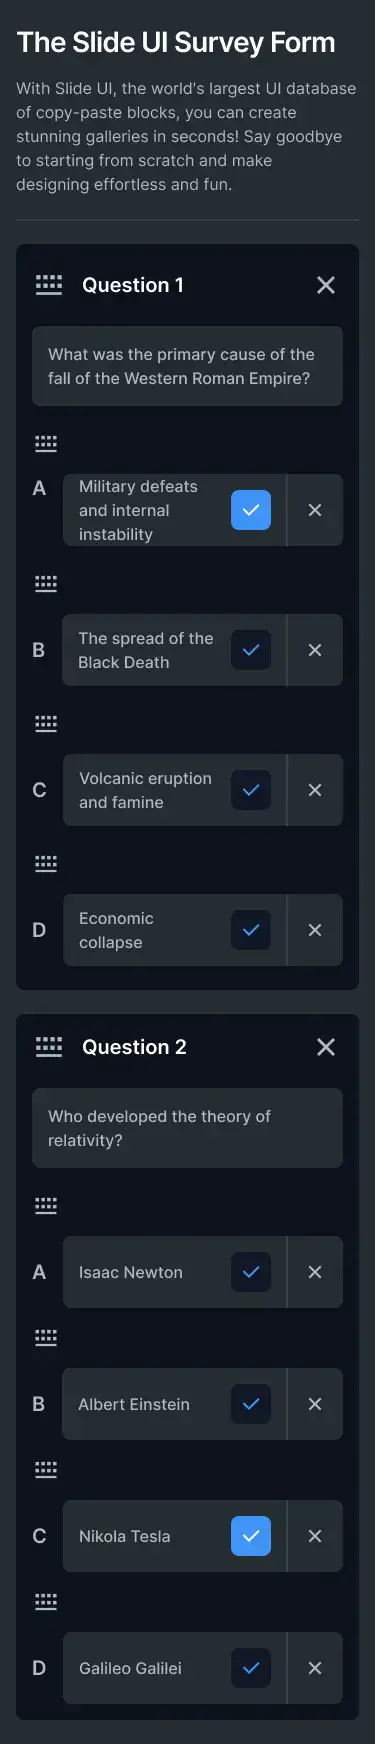 The Slide UI Survey Form
With Slide UI, the world's largest UI database
of copy-paste blocks, you can create
stunning galleries in seconds! Say goodbye
to starting from scratch and make
designing effortless and fun.
Question 1
What was the primary cause of the
fall of the Western Roman Empire?
A
Military defeats
and internal
instability
B
The spread of the
Black Death
C
Volcanic eruption
and famine
D
Economic
collapse
Question 2
Who developed the theory of
relativity?
A
Isaac Newton
B
Albert Einstein
C
Nikola Tesla
D
Galileo Galilei